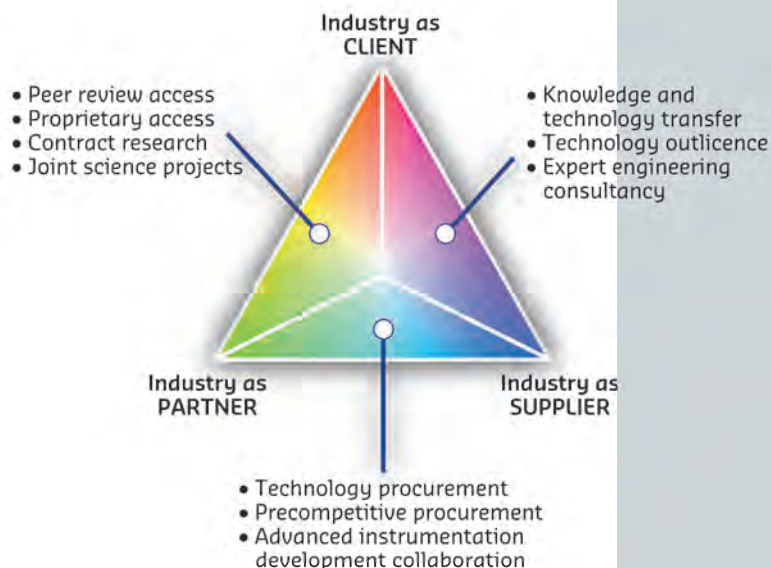 Industry as
CLIENT
• Peer review access
• Proprietary access
• Contract research
• Joint science projects
• Knowledge and
technology transfer
• Technology outlicence
• Expert engineering
consultancy
Industry as
PARTNER
Industry as
SUPPLIER
• Technology procurement
• Precompetitive procurement
• Advanced instrumentation
development collaboration